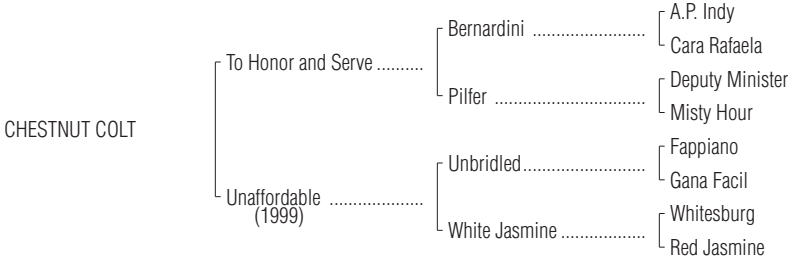 A.P. Indy
Bernardini ........................
Cara Rafaela
To Honor and Serve ..........
Deputy Minister
Pilfer ................................
Misty Hour
CHESTNUT COLT
Fappiano
Unbridled..........................
Gana Facil
Unaffordable ....................
(1999)
Whitesburg
White Jasmine ..................
Red Jasmine